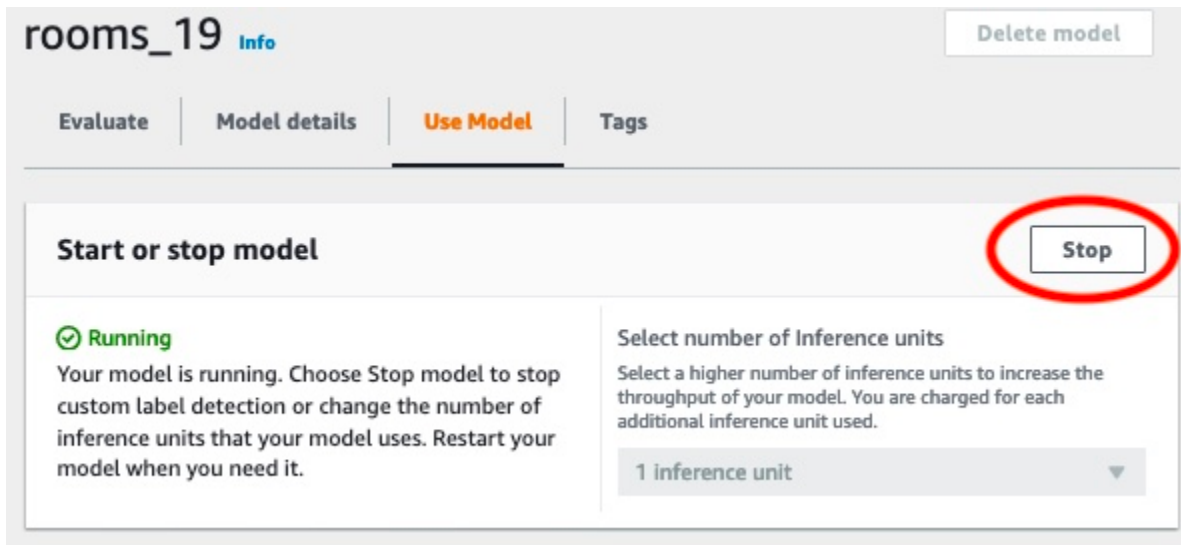 rooms_19 Info
Delete model
Evaluate
Model details
Use Model
Tags
Start or stop model
Stop
Running
Your model is running. Choose Stop model to stop
custom label detection or change the number of
inference units that your model uses. Restart your
model when you need it.
Select number of Inference units
Select a higher number of inference units to increase the
throughput of your model. You are charged for each
additional inference unit used.
1 inference unit